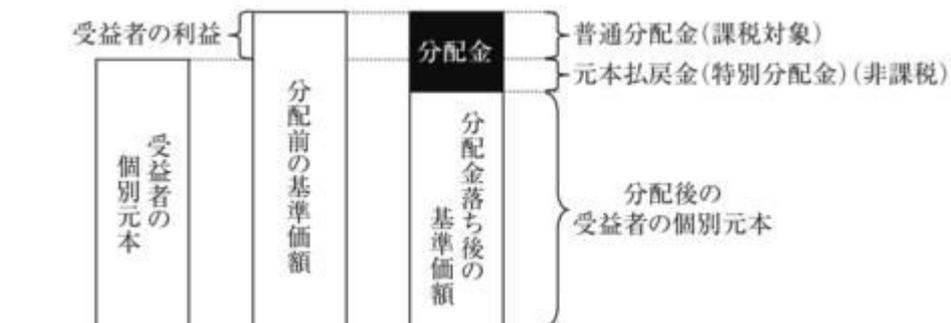 受益者の利益
分配金
普通分配金(課税対象)
元本払戻金(特別分配金)(非課税)
受益者の
個別元本
分配前の基準価額
分配金落ち後の
基準価額
分配後の
受益者の個別元本